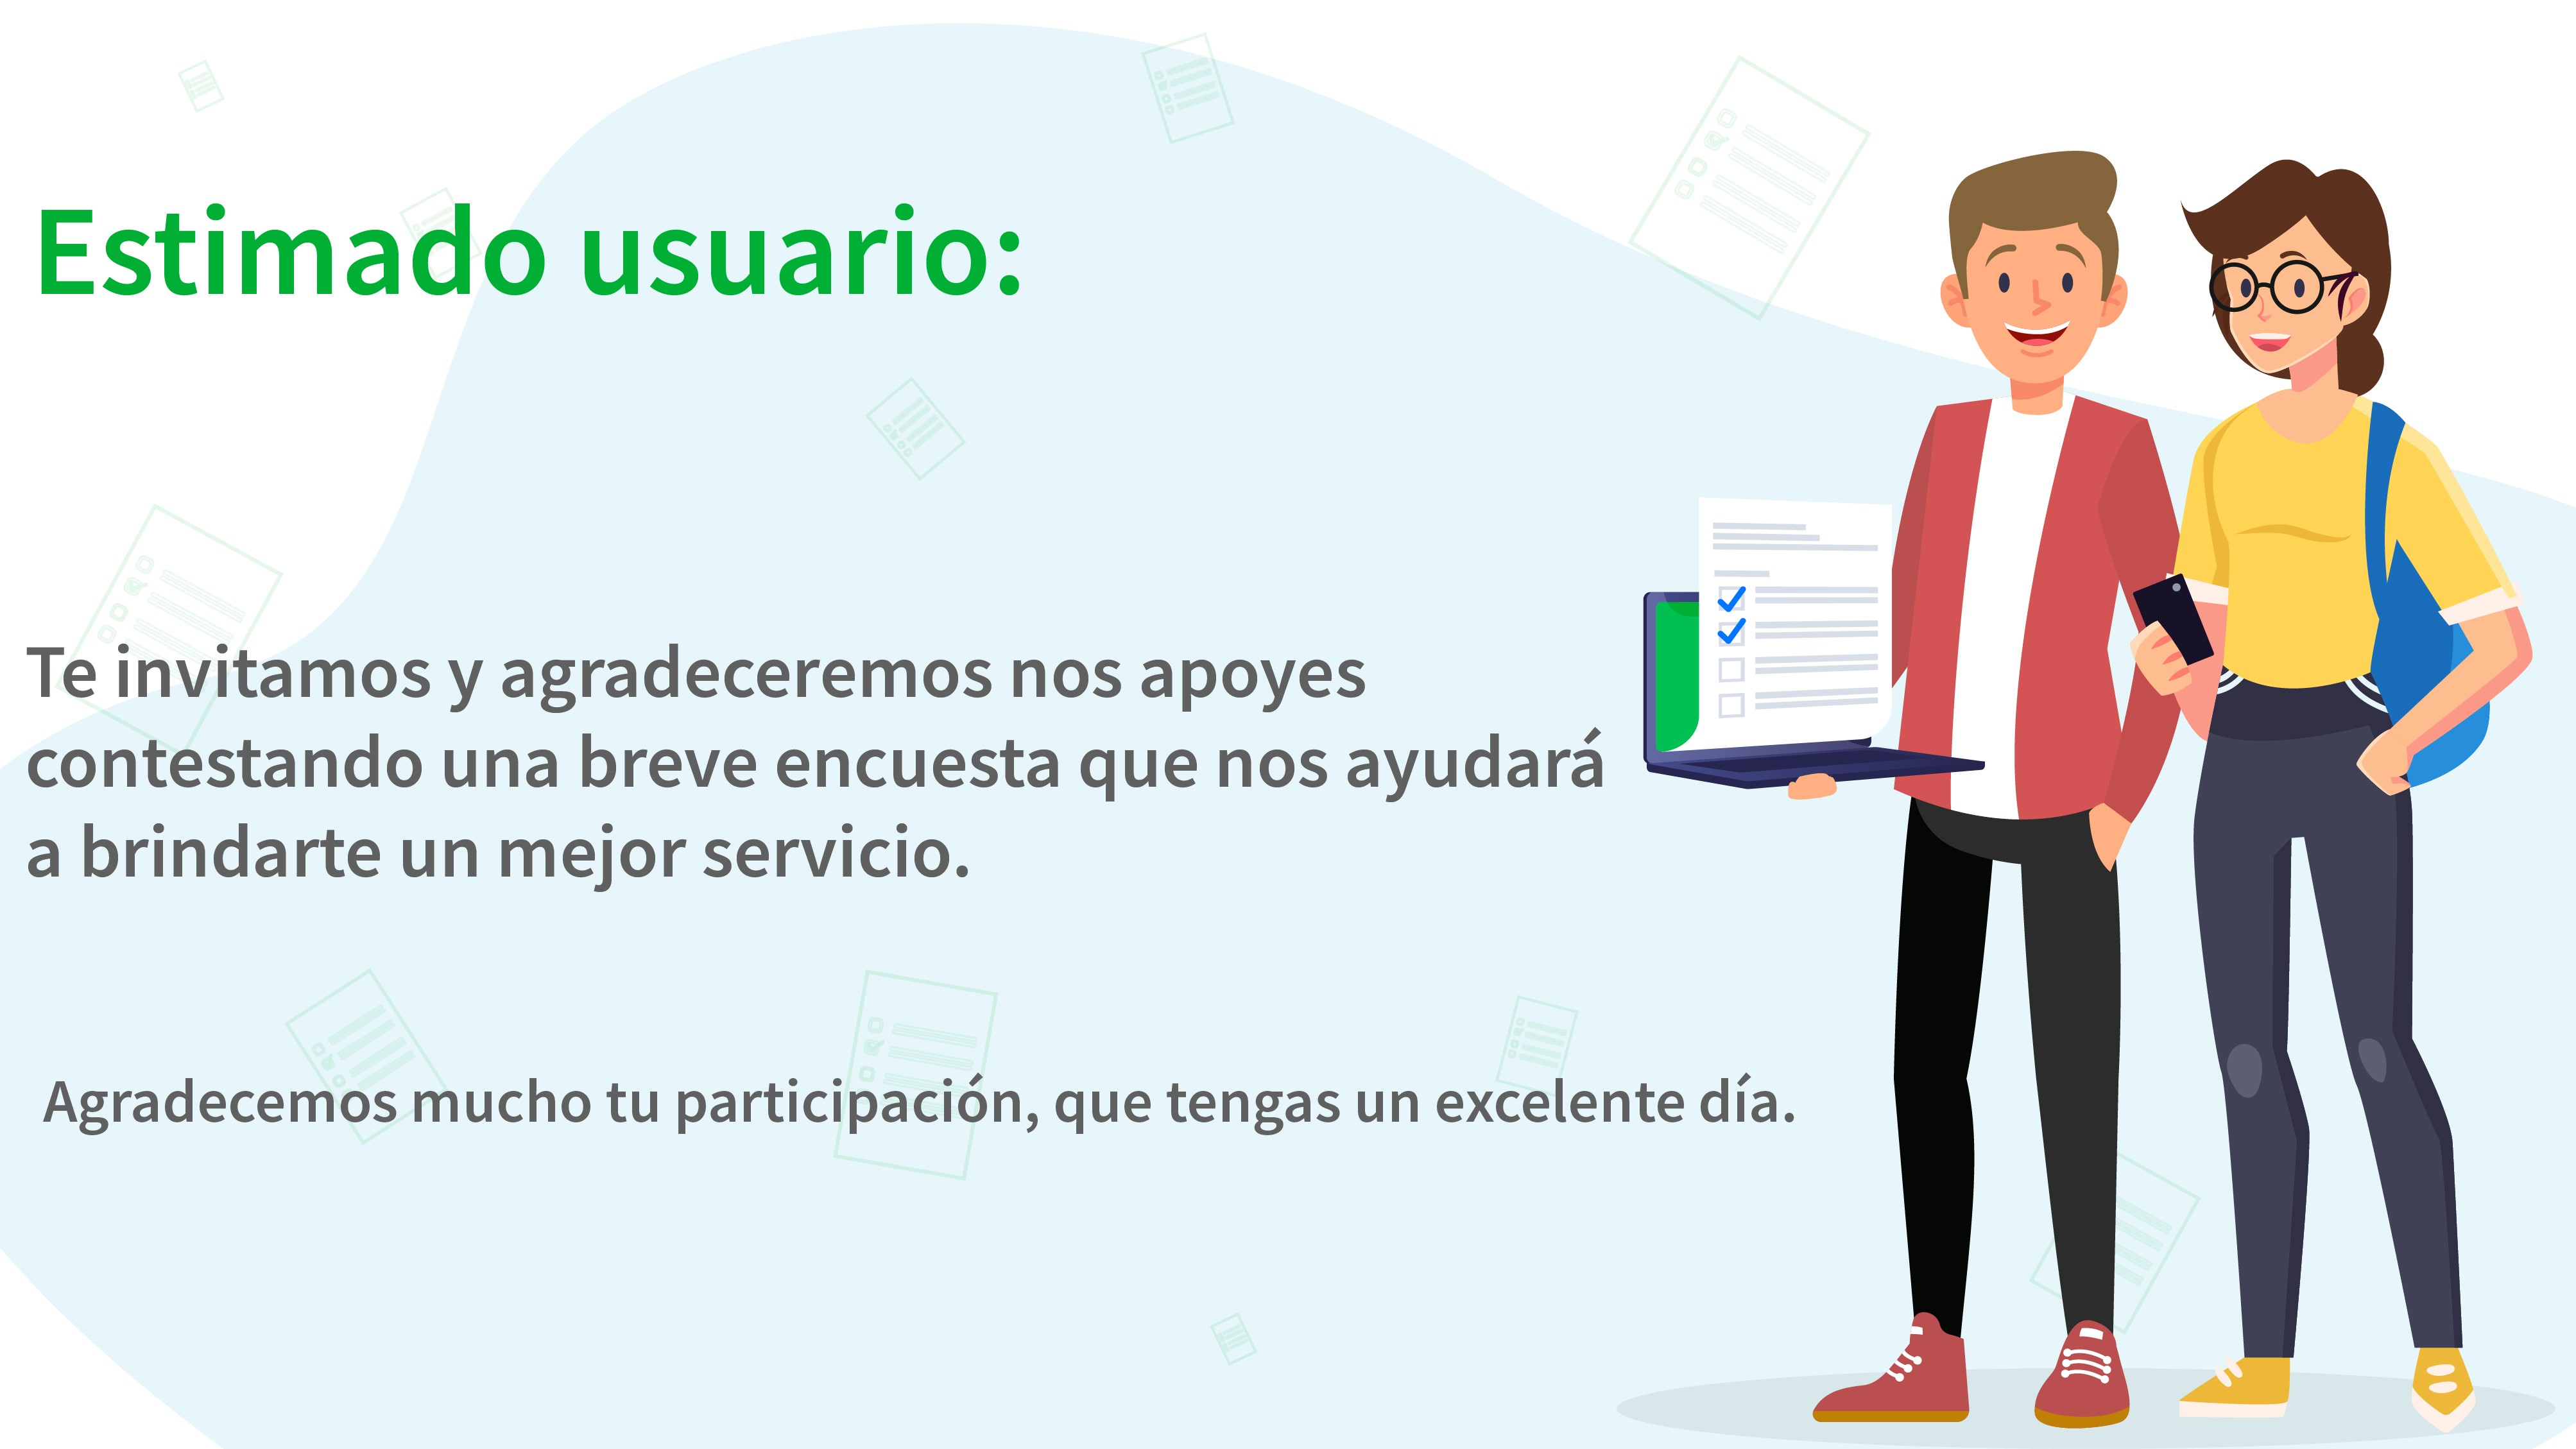 Estimado usuario:
Te invitamos y agradeceremos nos apoyes
contestando una breve encuesta que nos ayudará
a brindarte un mejor servicio.
Agradecemos mucho tu participación, que tengas un excelente día.